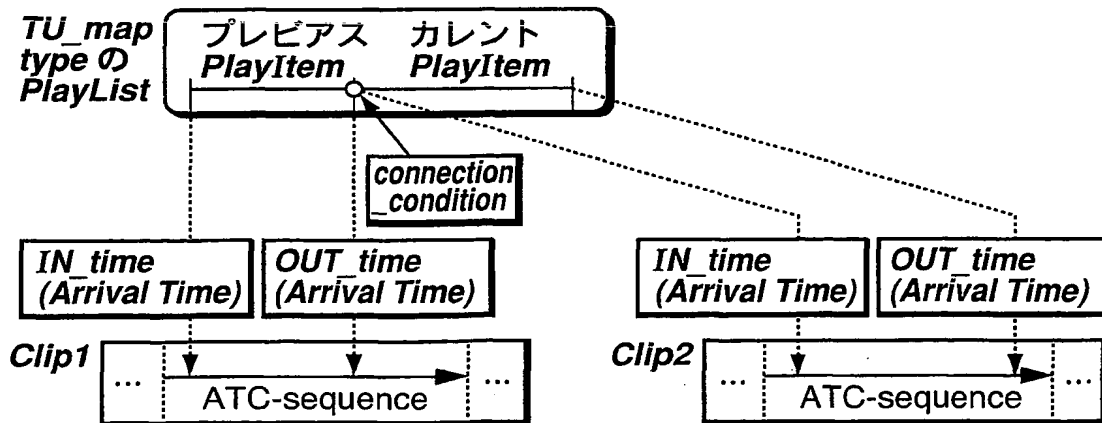 TU_map
type の
PlayList
プレビアス
PlayItem
カレント
PlayItem
connection
_condition
IN_time
(Arrival Time)
OUT_time
(Arrival Time)
IN_time
(Arrival Time)
OUT_time
(Arrival Time)
Clip1
...
ATC-sequence
...
Clip2
...
ATC-sequence
...